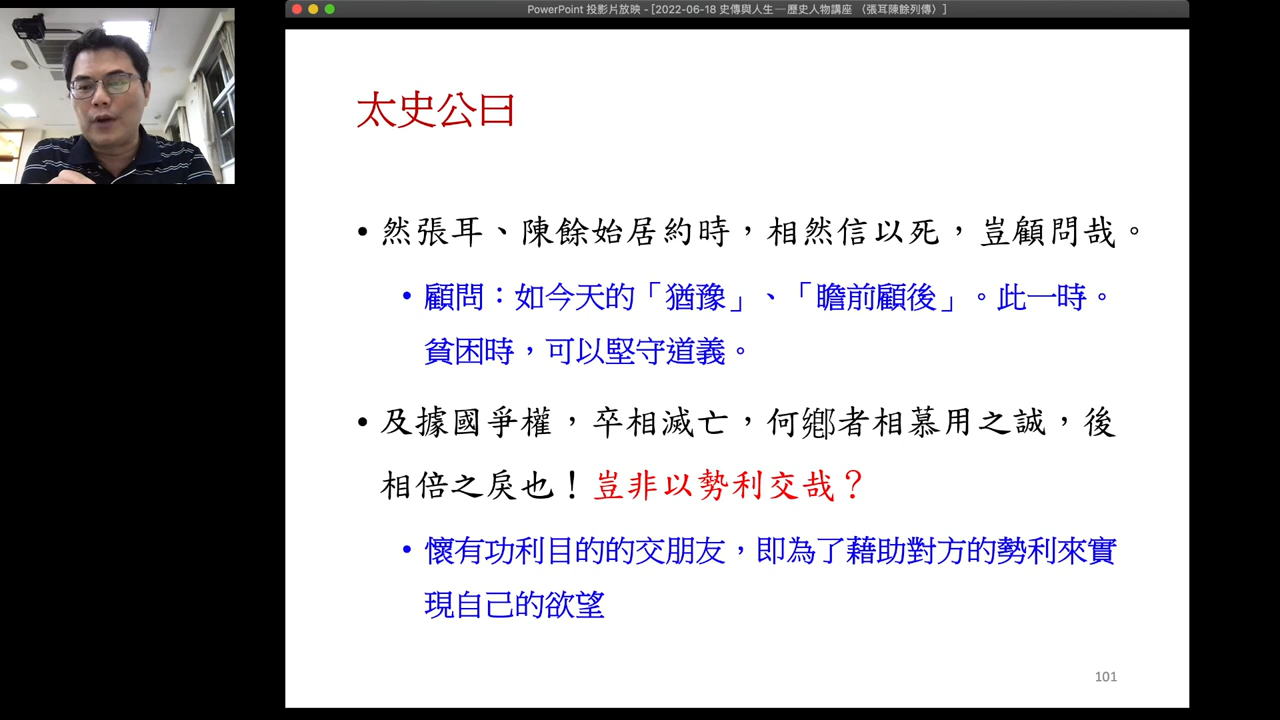 PowerPoint 投影片放映 - [2022-06-18 史傳與人生─歷史人物講座 〈張耳陳餘列傳〉]
太史公曰
• 然張耳、陳餘始居約時，相然信以死，豈顧問哉。
• 顧問：如今天的「猶豫」、「瞻前顧後」。此一時。
貧困時，可以堅守道義。
• 及據國爭權，卒相滅亡，何鄉者相慕用之誠，後
相倍之戾也！豈非以勢利交哉？
• 懷有功利目的的交朋友，即為了藉助對方的勢利來實
現自己的欲望
101